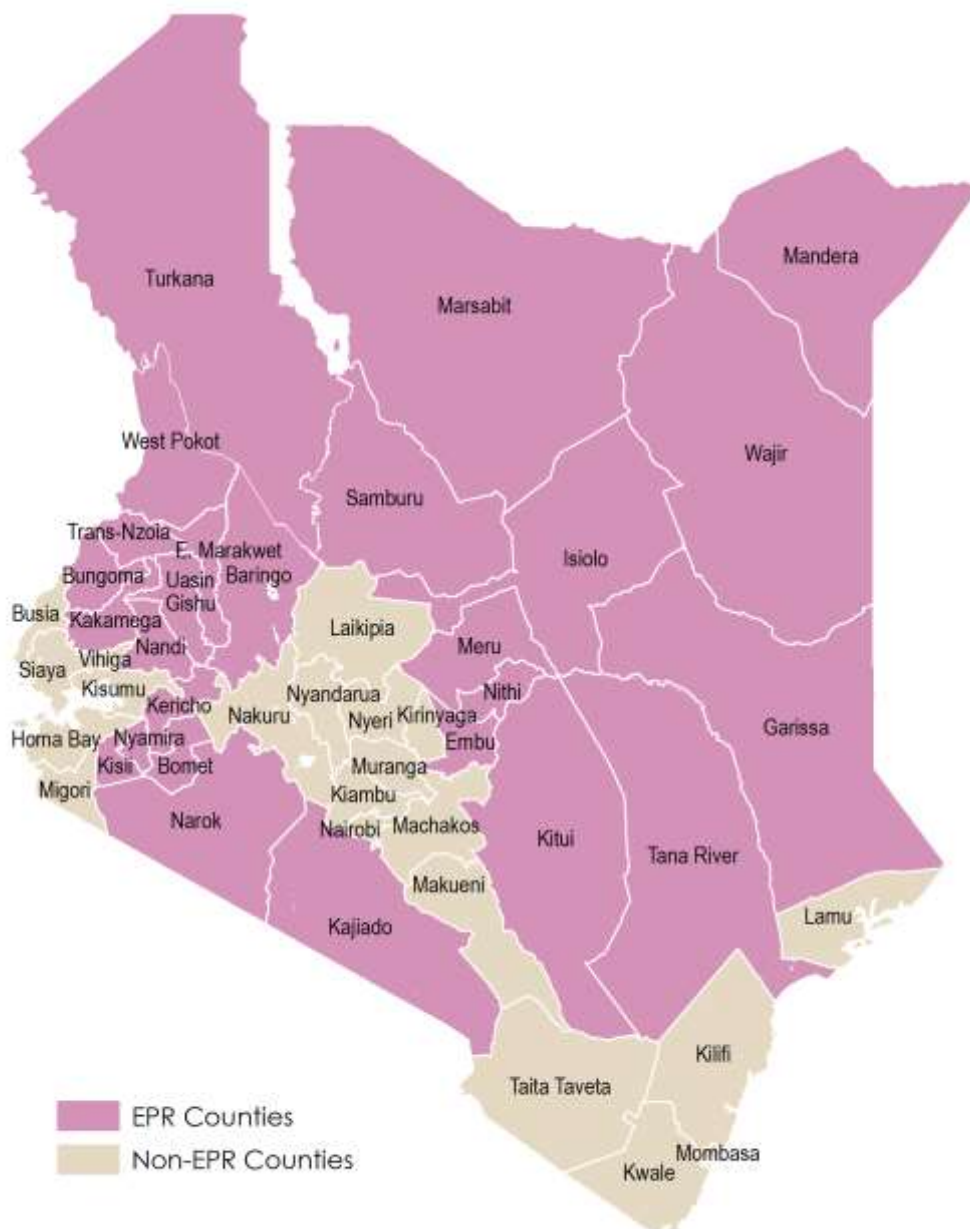 Mandera
Turkana
Marsabit
West Pokot
Wajir
Samburu
Trans-Nzoia
E. Marakwet
Isiolo
Bungoma
Uasin
Gishu
Baringo
Busia
Kakamega
Laikipia
Nandi
Meru
Vihiga
Siaya
Kisumu
Nithi
Nyandarua
Kericho
Nakuru
Nyeri
Kirinyaga
Garissa
Homa Bay
Nyamira
Embu
Kisii
Bomet
Muranga
Migori
Kiambu
Narok
Nairobi
Machakos
Kitui
Tana River
Makueni
Lamu
Kajiado
Kilifi
Taita Taveta
Mombasa
Kwale
EPR Counties
Non-EPR Counties